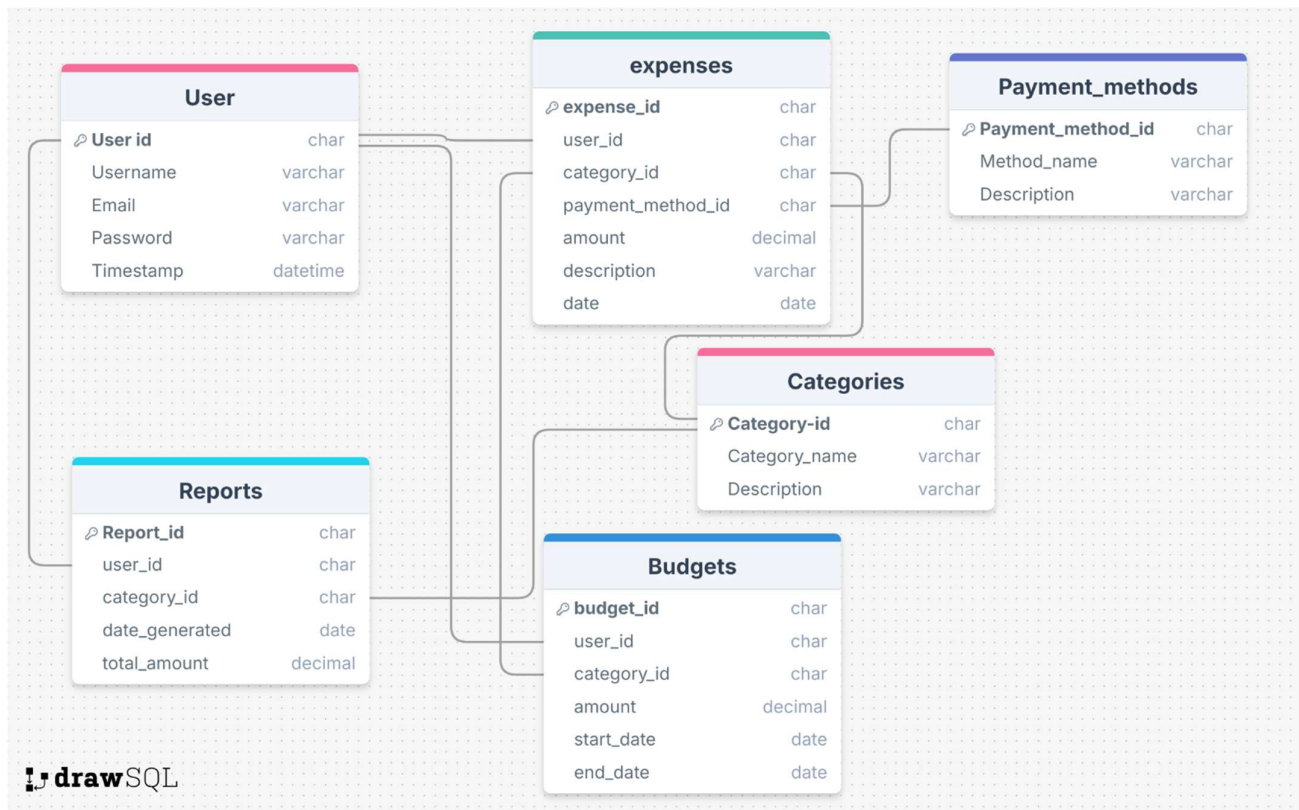 User
User id char
Username varchar
Email varchar
Password varchar
Timestamp datetime
expenses
expense_id char
user_id char
category_id char
payment_method_id char
amount decimal
description varchar
date date
Payment_methods
Payment_method_id char
Method_name varchar
Description varchar
Categories
Category-id char
Category_name varchar
Description varchar
Reports
Report_id char
user_id char
category_id char
date_generated date
total_amount decimal
Budgets
budget_id char
user_id char
category_id char
amount decimal
start_date date
end_date date
drawSQL